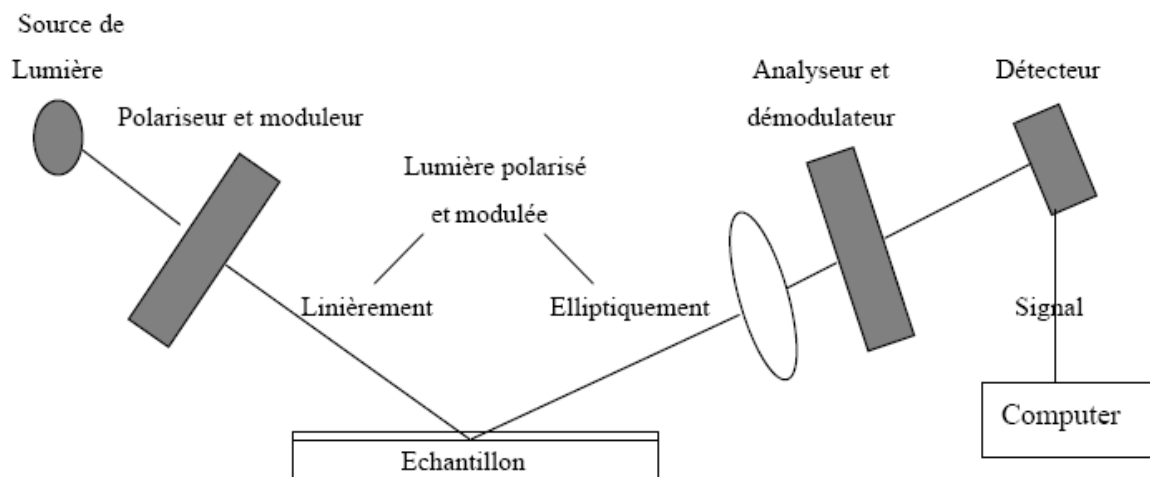 Source de
Lumière
Polariseur et moduleur
Lumière polarisé
et modulée
Linièrement
Elliptiquement
Analyseur et
démodulateur
Détecteur
Signal
Computer
Echantillon